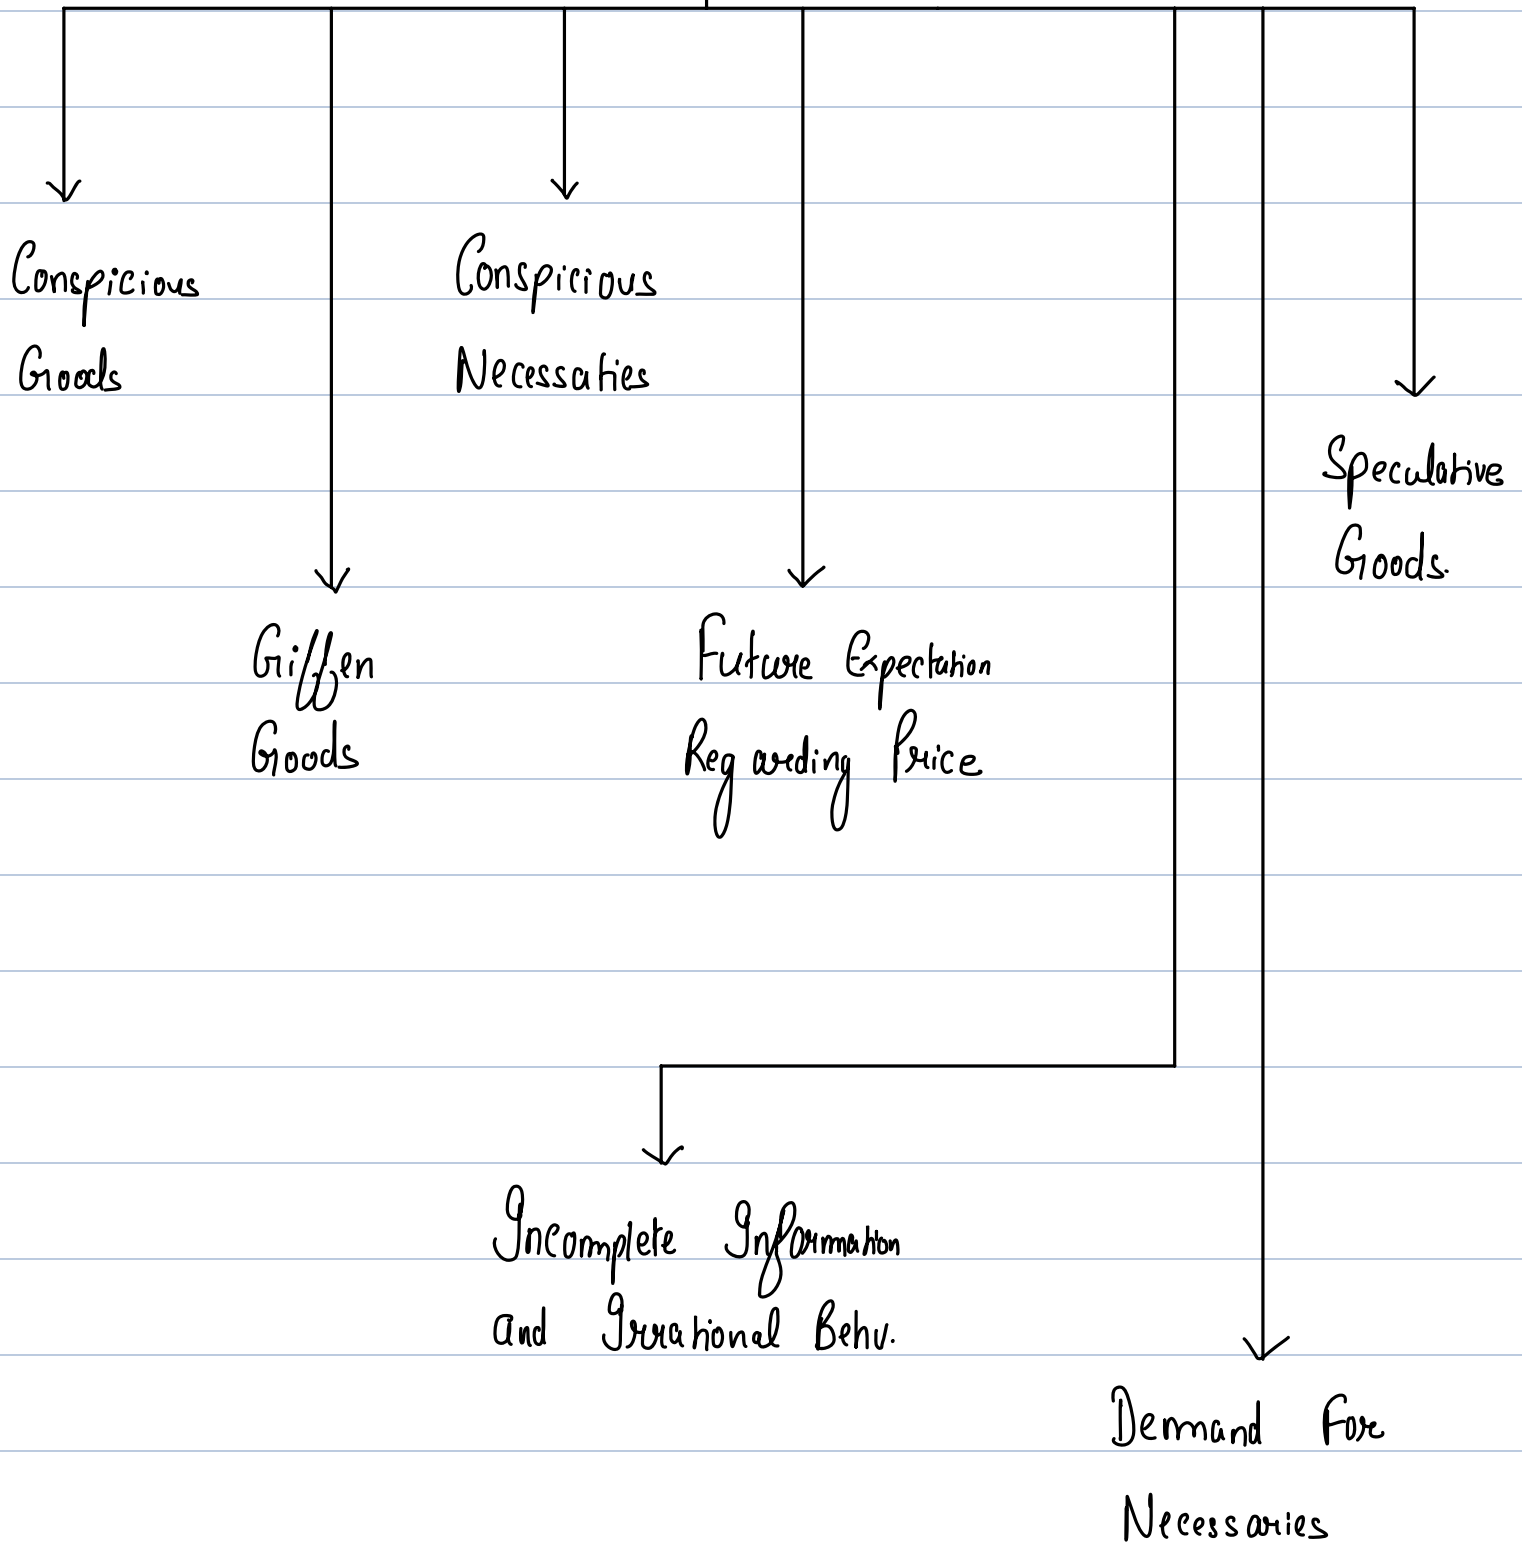 Conspicious
Goods
Conspicious
Necessaties
Speculative
Goods.
Giffen
Goods
Future Expectation
Regarding Price
Incomplete Information
and Irrational Behv.
Demand For
Necessaries